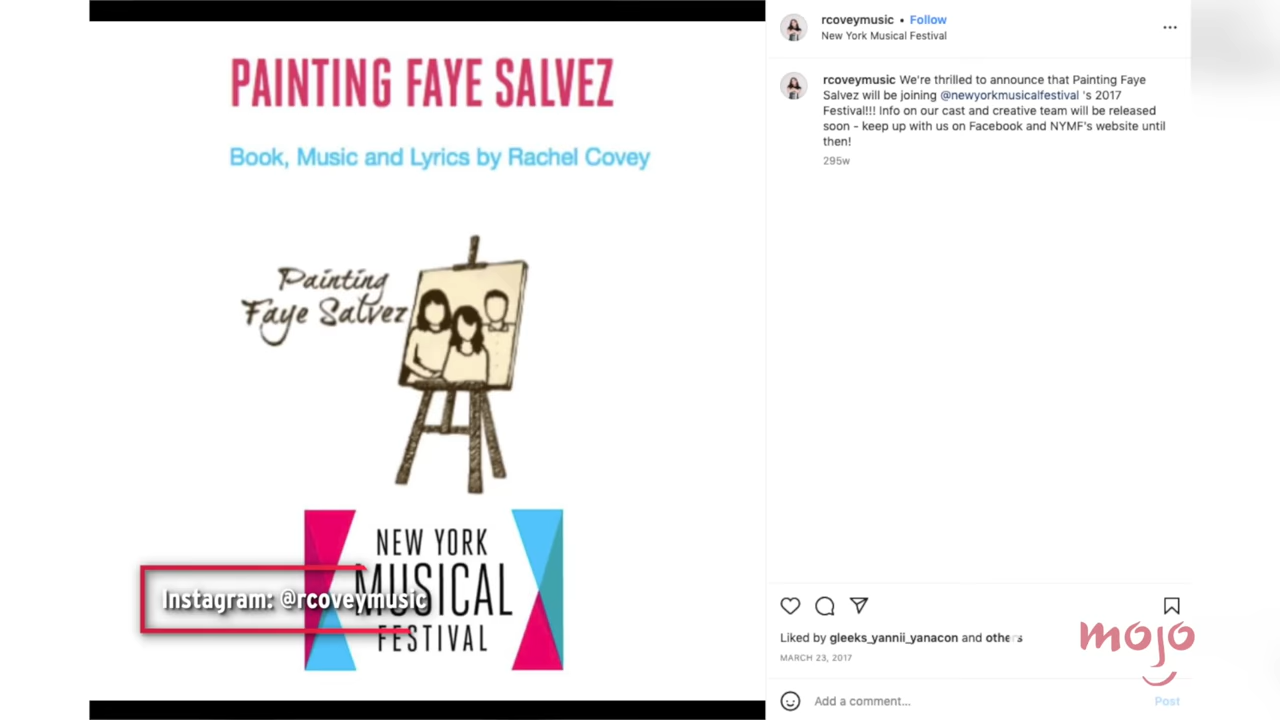 PAINTING FAYE SALVEZ
Book, Music and Lyrics by Rachel Covey
Painting
Faye Salvez
NEW YORK
MUSICAL
FESTIVAL
Instagram: @rcoveymusic
rcoveymusic • Follow
New York Musical Festival
rcoveymusic We're thrilled to announce that Painting Faye
Salvez will be joining @newyorkmusicalfestival 's 2017
Festival!!! Info on our cast and creative team will be released
soon - keep up with us on Facebook and NYMF's website until
then!
295w
Liked by gleeks_yannii_yanacon and others
MARCH 23, 2017
Add a comment...
Post
mojo